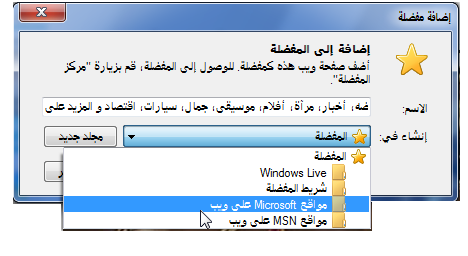 إضافة مفضلة
إضافة إلى المفضلة
أضف صفحة ويب هذه كمفضلة. للوصول إلى المفضلة، قم بزيارة "مركز
المفضلة".
الاسم:
ضة، أخبار، مرأة، أفلام، موسيقى، جمال، سيارات، اقتصاد و المزيد على
إنشاء في:
المفضلة
مجلد جديد
المفضلة
Windows Live
شريط المفضلة
مواقع Microsoft على ويب
مواقع MSN على ويب